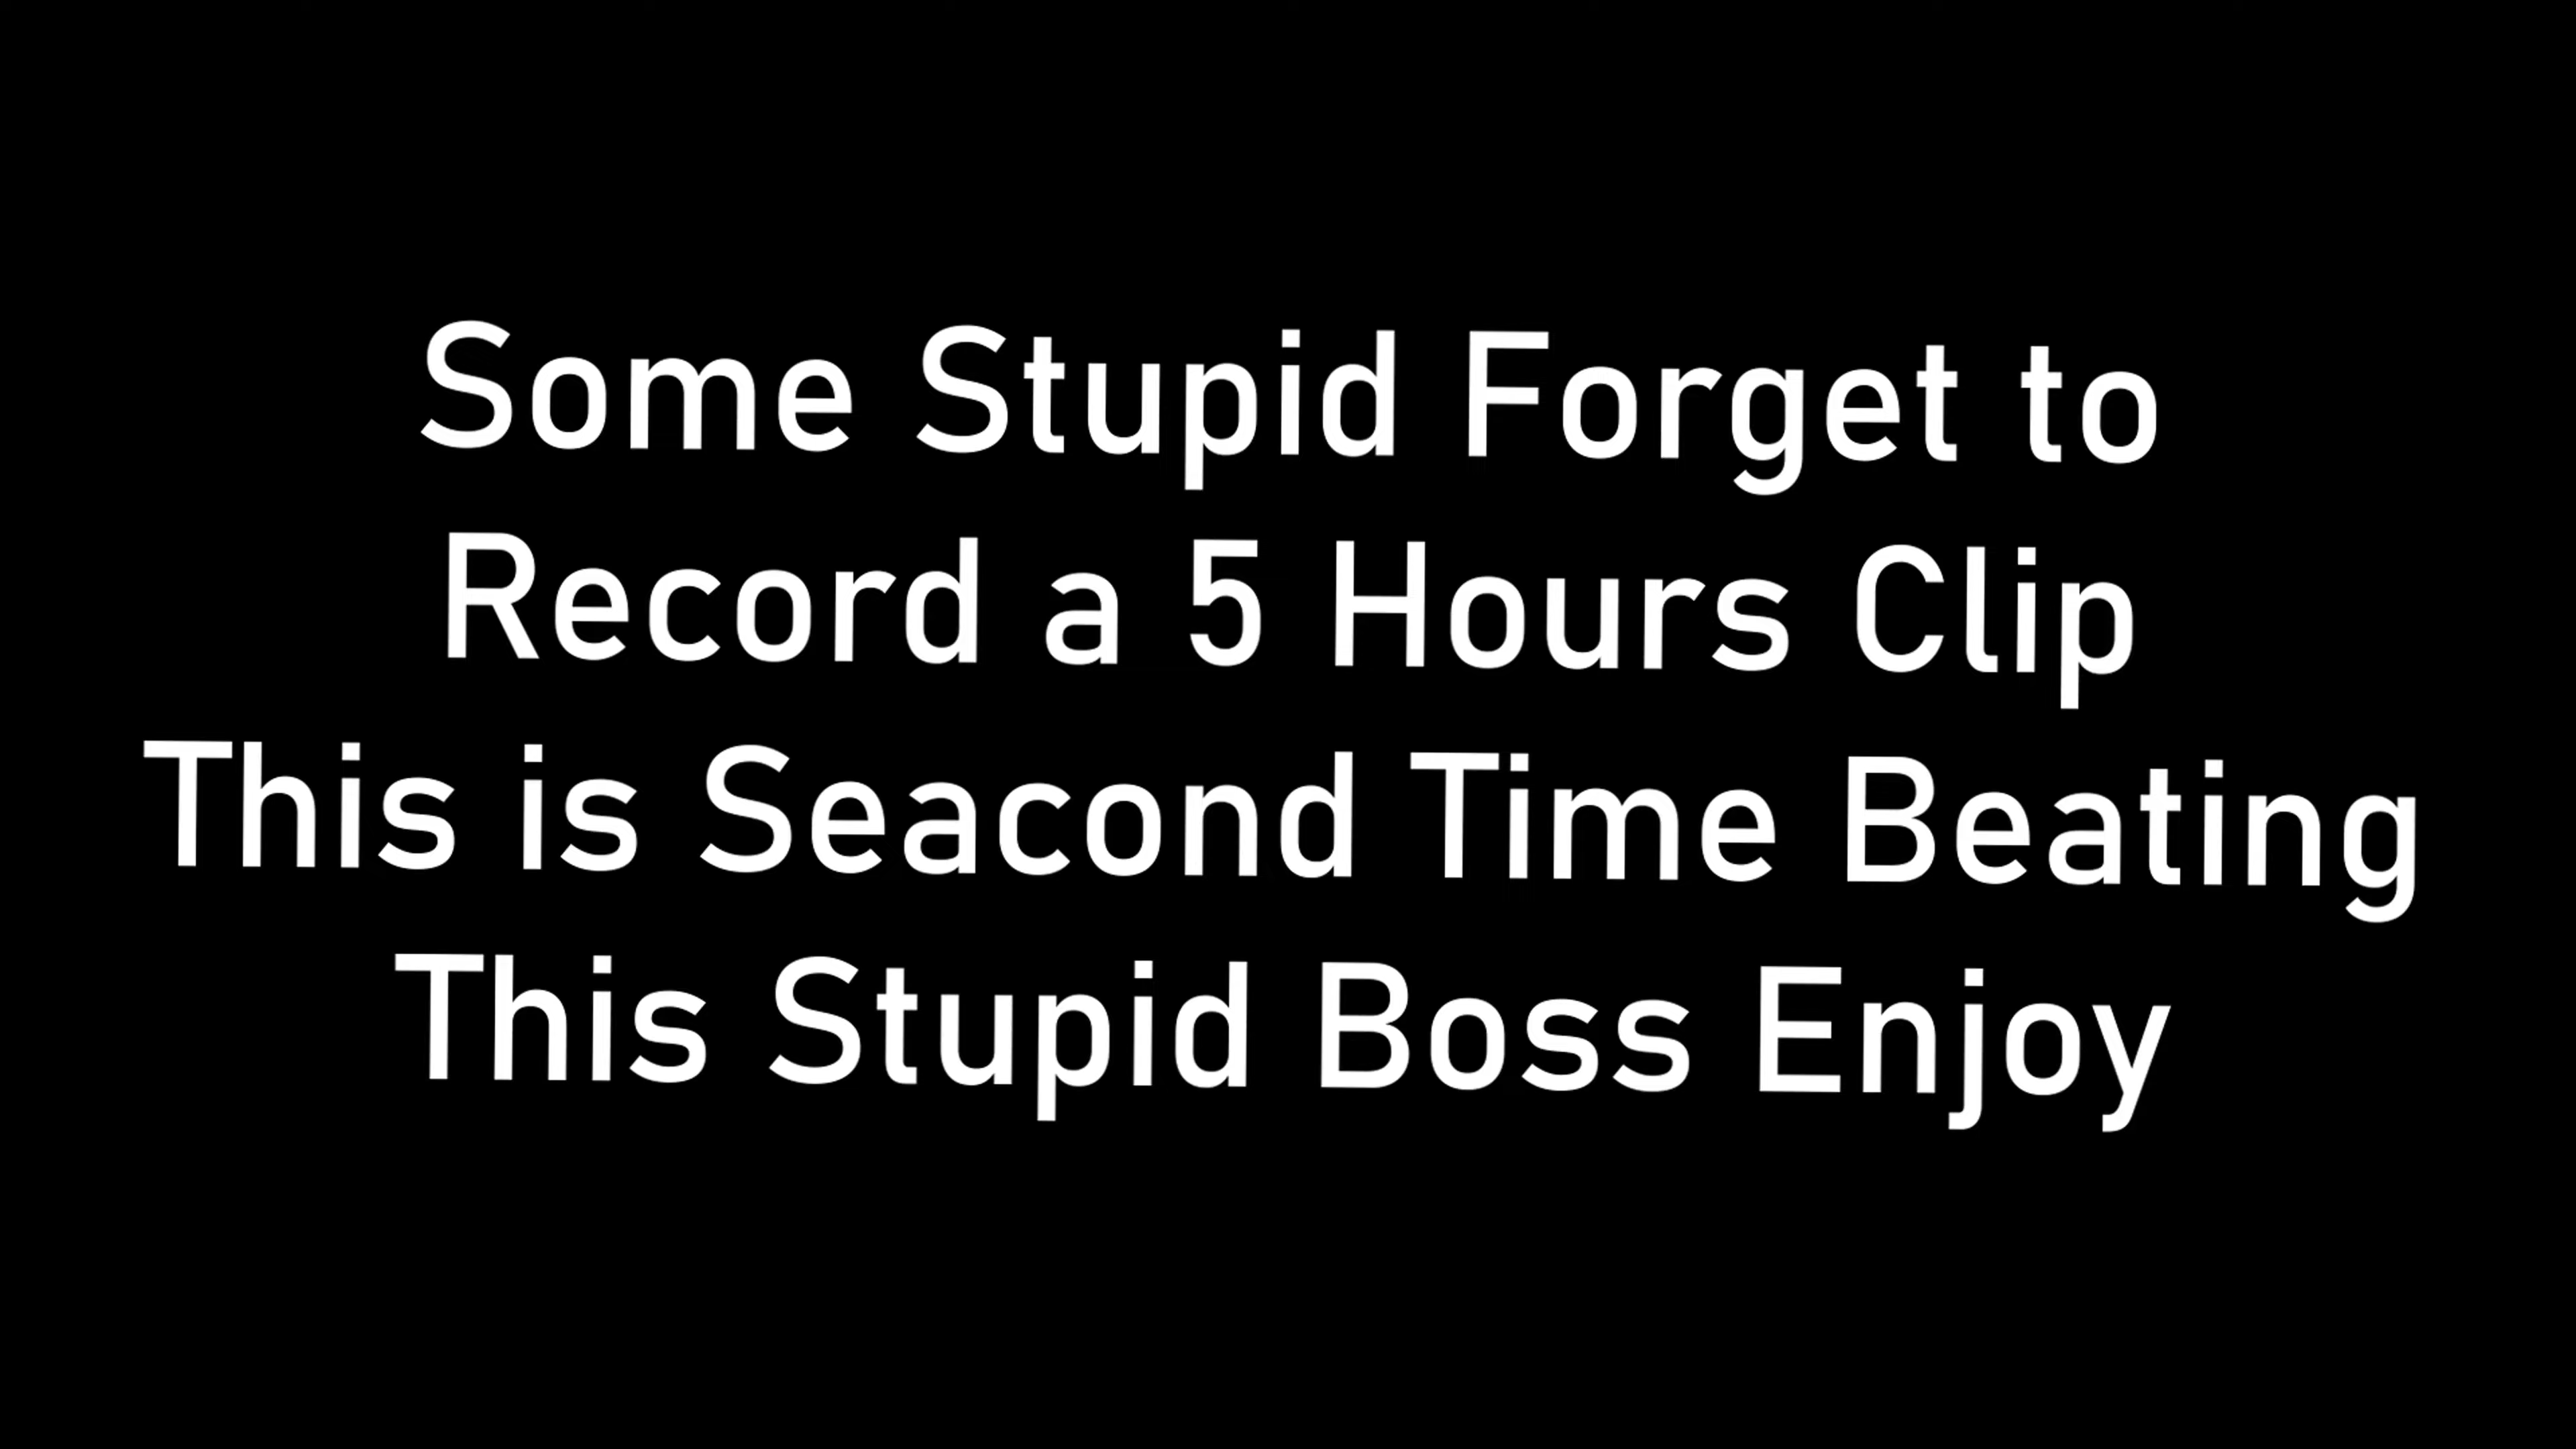 Some Stupid Forget to
Record a 5 Hours Clip
This is Seacond Time Beating
This Stupid Boss Enjoy